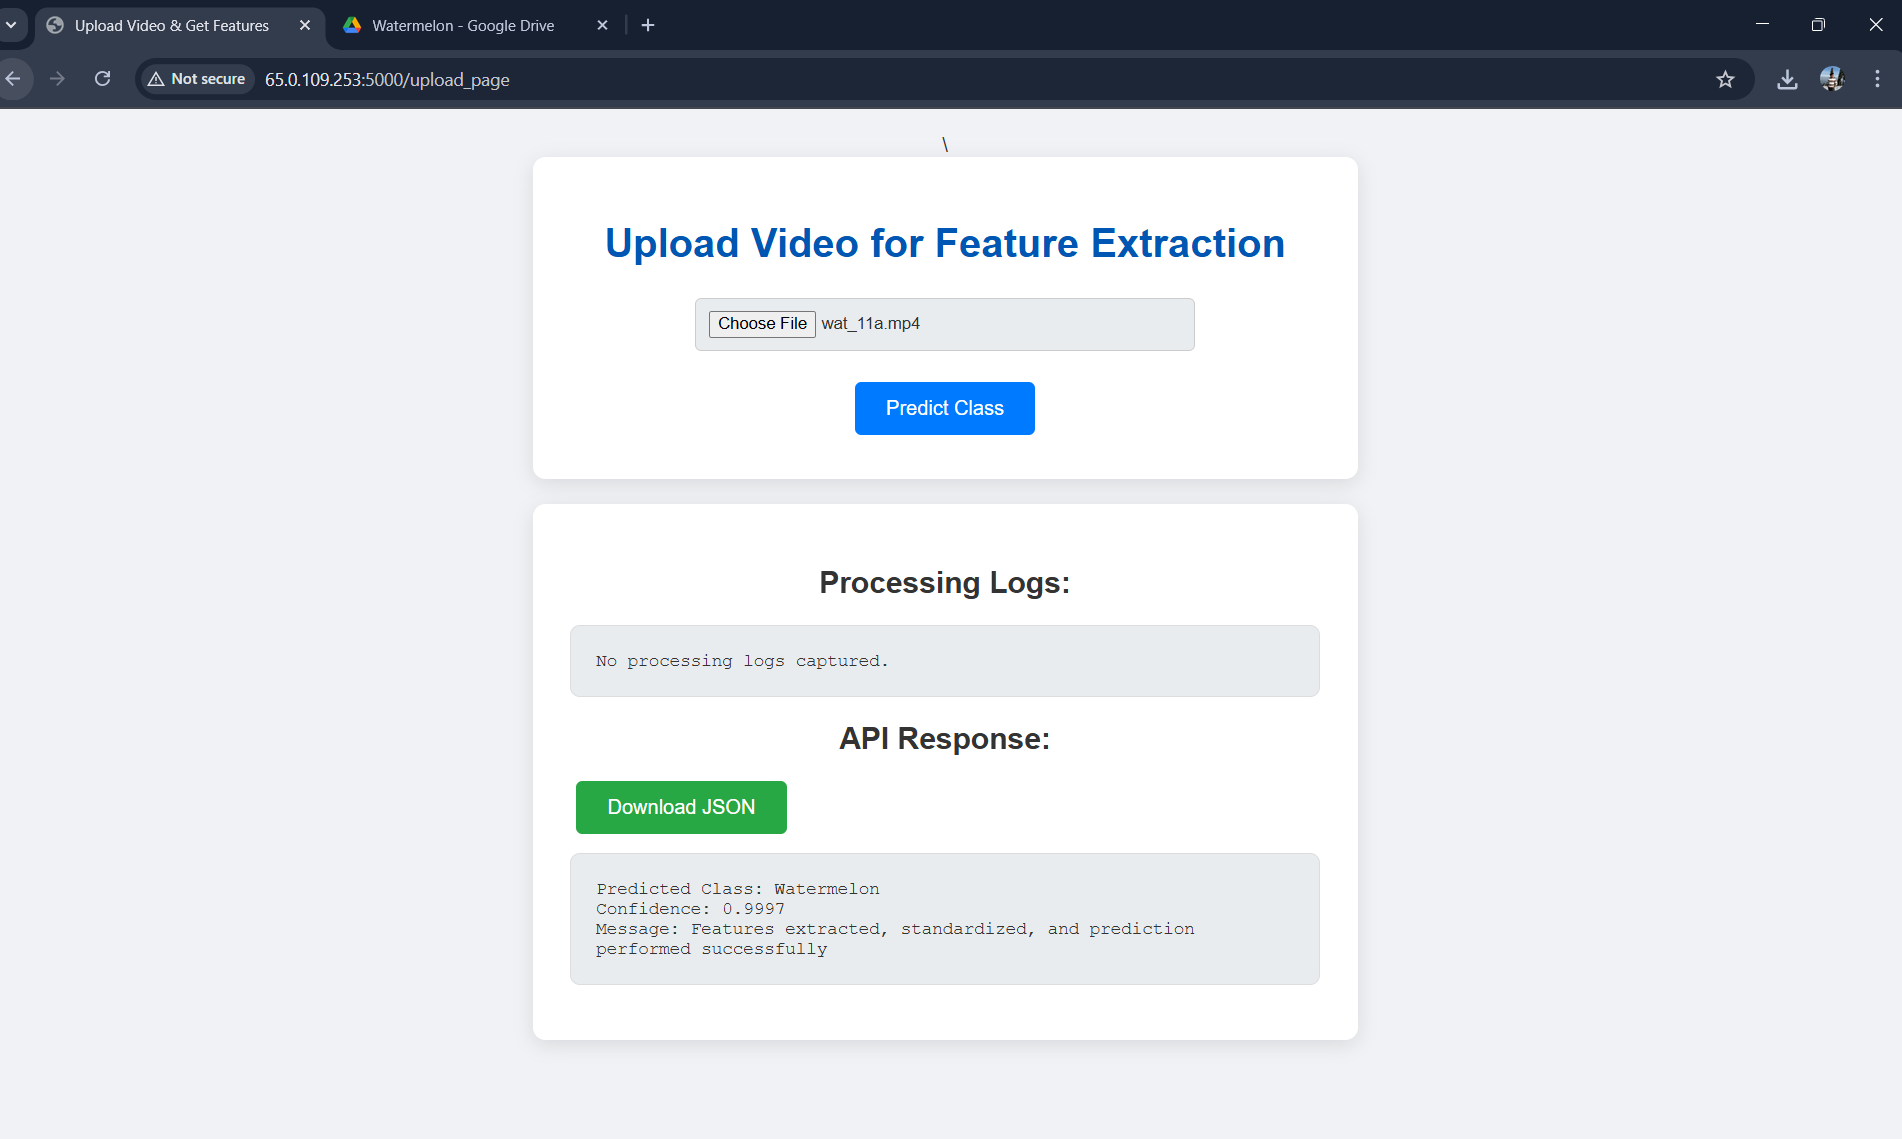 Upload Video & Get Features
Watermelon - Google Drive
Not secure
65.0.109.253:5000/upload_page
\
Upload Video for Feature Extraction
Choose File wat_11a.mp4
Predict Class
Processing Logs:
No processing logs captured.
API Response:
Download JSON
Predicted Class: Watermelon
Confidence: 0.9997
Message: Features extracted, standardized, and prediction
performed successfully